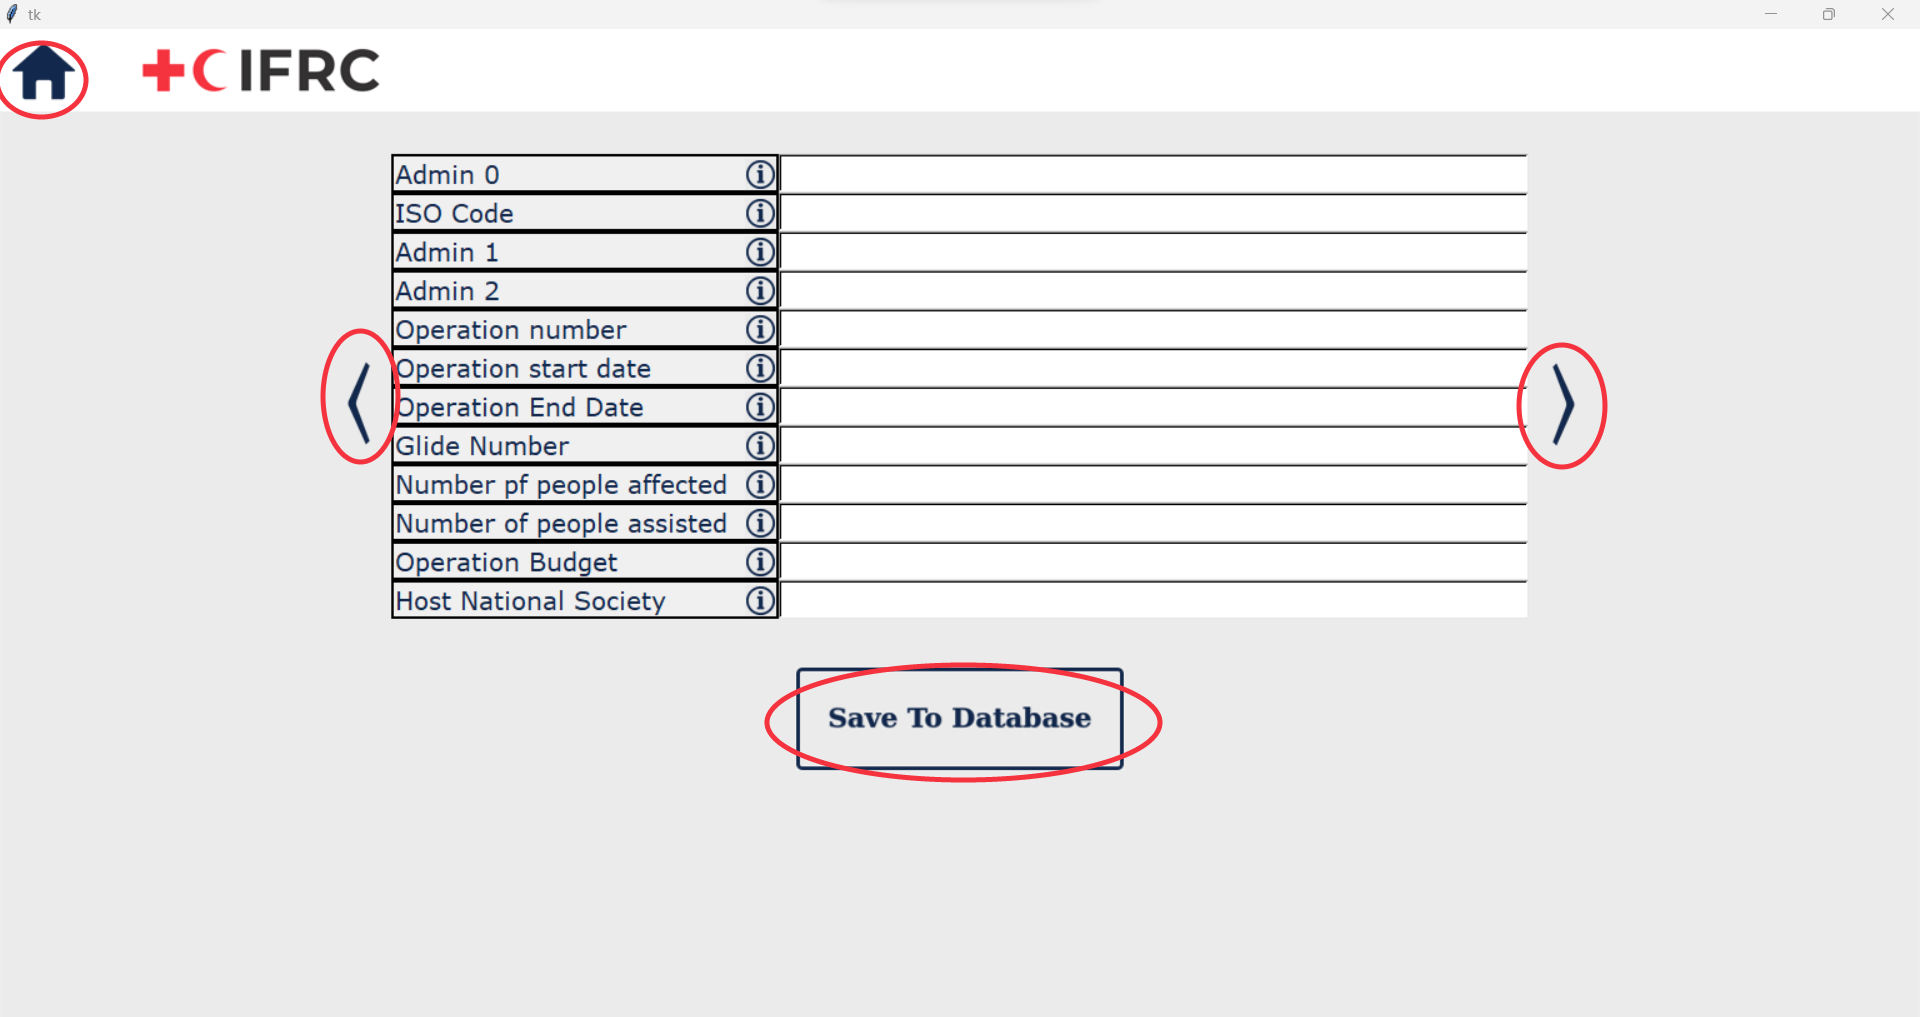 tk
IFRC
Admin 0
ISO Code
Admin 1
Admin 2
Operation number
Operation start date
Operation End Date
Glide Number
Number pf people affected
Number of people assisted
Operation Budget
Host National Society
Save To Database